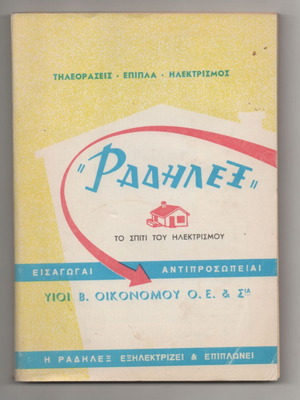 ΤΗΛΕΟΡΑΣΕΙΣ · ΕΠΙΠΛΑ · ΗΛΕΚΤΡΙΣΜΟΣ
"ΡΑΔΗΛΕΞ"
ΤΟ ΣΠΙΤΙ ΤΟΥ ΗΛΕΚΤΡΙΣΜΟΥ
ΕΙΣΑΓΩΓΑΙ ΑΝΤΙΠΡΟΣΩΠΕΙΑΙ
ΥΙΟΙ Β. ΟΙΚΟΝΟΜΟΥ Ο. Ε. & ΣΙΑ
Η ΡΑΔΗΛΕΞ ΕΞΗΛΕΚΤΡΙΖΕΙ & ΕΠΙΠΛΩΝΕΙ